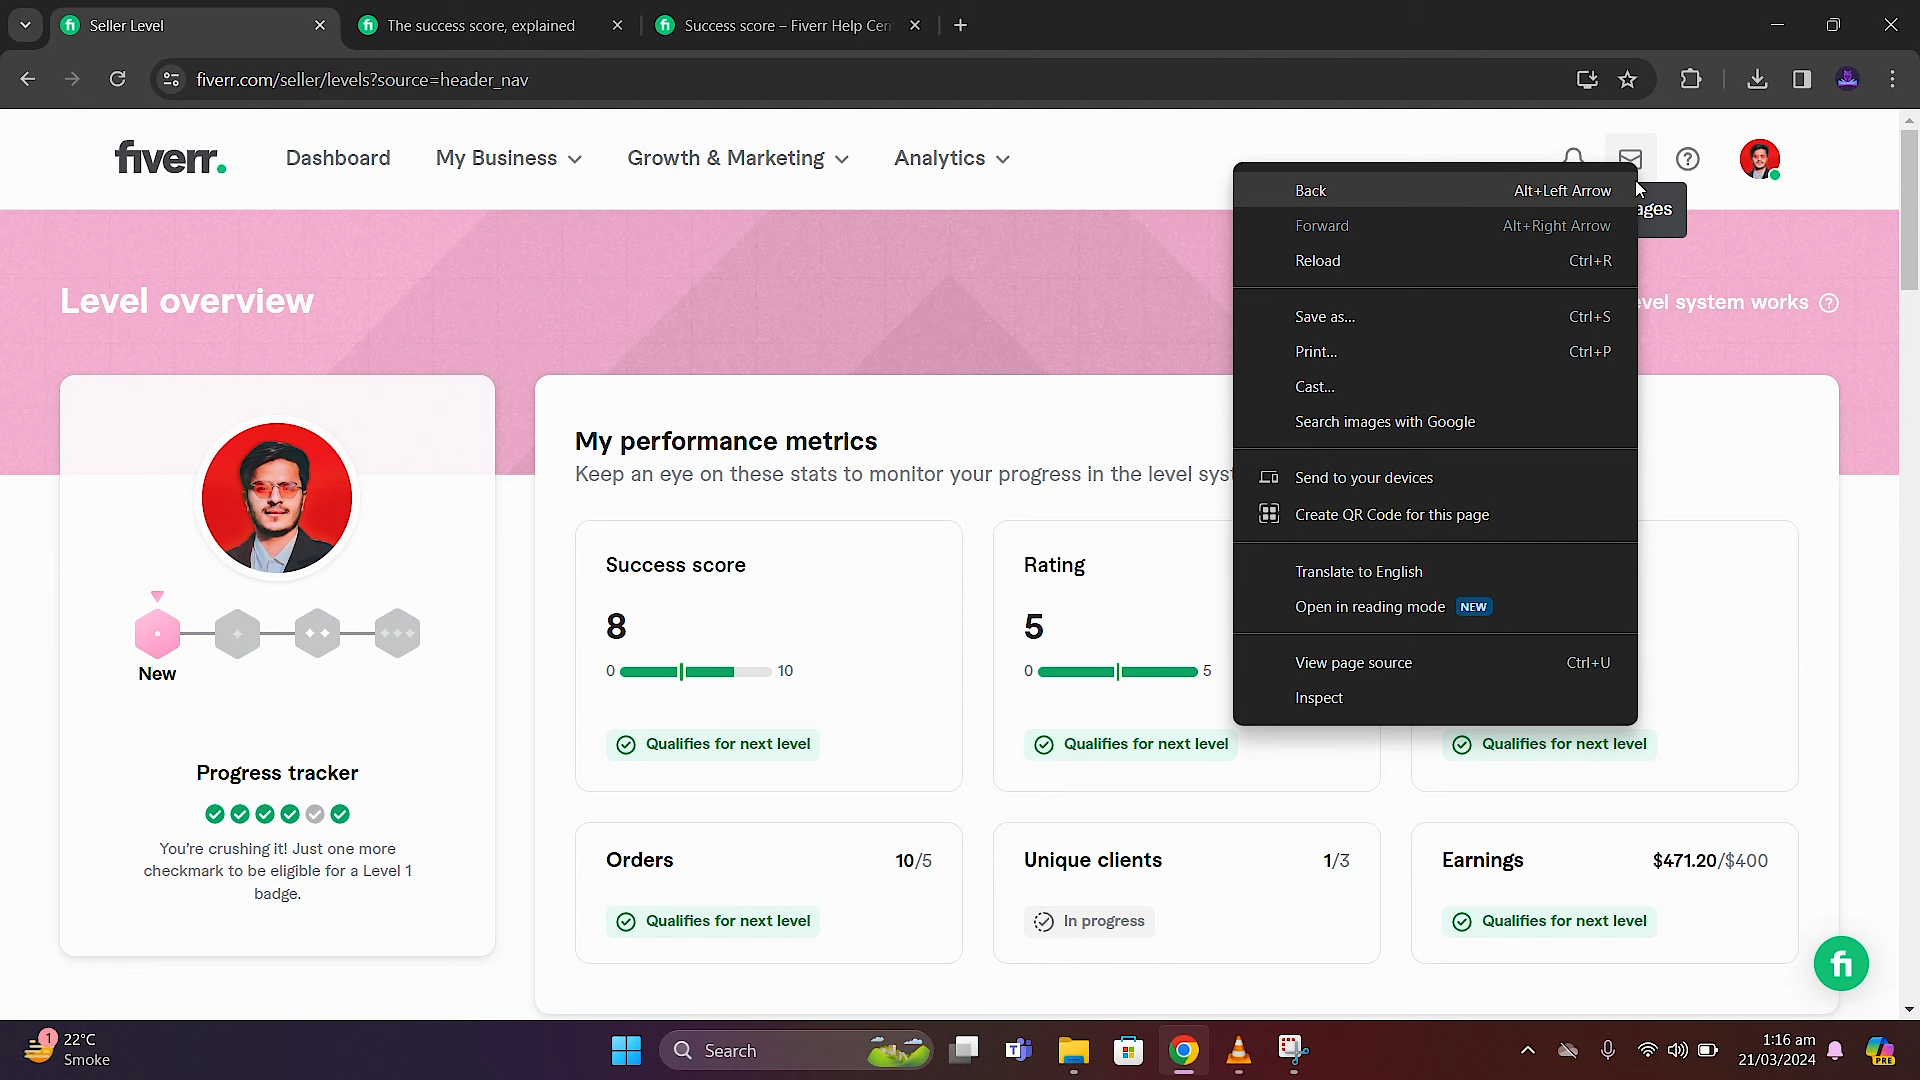 Seller Level
The success score, explained
Success score – Fiverr Help Cen
fiverr.com/seller/levels?source=header_nav
fiverr.
Dashboard
My Business
Growth & Marketing
Analytics
Back Alt+Left Arrow
Forward Alt+Right Arrow
Reload Ctrl+R
Save as... Ctrl+S
Print... Ctrl+P
Cast...
Search images with Google
Send to your devices
Create QR Code for this page
Translate to English
Open in reading mode NEW
View page source Ctrl+U
Inspect
ages
Level overview
evel system works
New
Progress tracker
You're crushing it! Just one more
checkmark to be eligible for a Level 1
badge.
My performance metrics
Keep an eye on these stats to monitor your progress in the level sys
Success score
8
0 10
Qualifies for next level
Rating
5
0 5
Qualifies for next level
Qualifies for next level
Orders 10/5
Qualifies for next level
Unique clients 1/3
In progress
Earnings $471.20/$400
Qualifies for next level
fi
1
22°C
Smoke
Search
PRE
1:16 am
21/03/2024